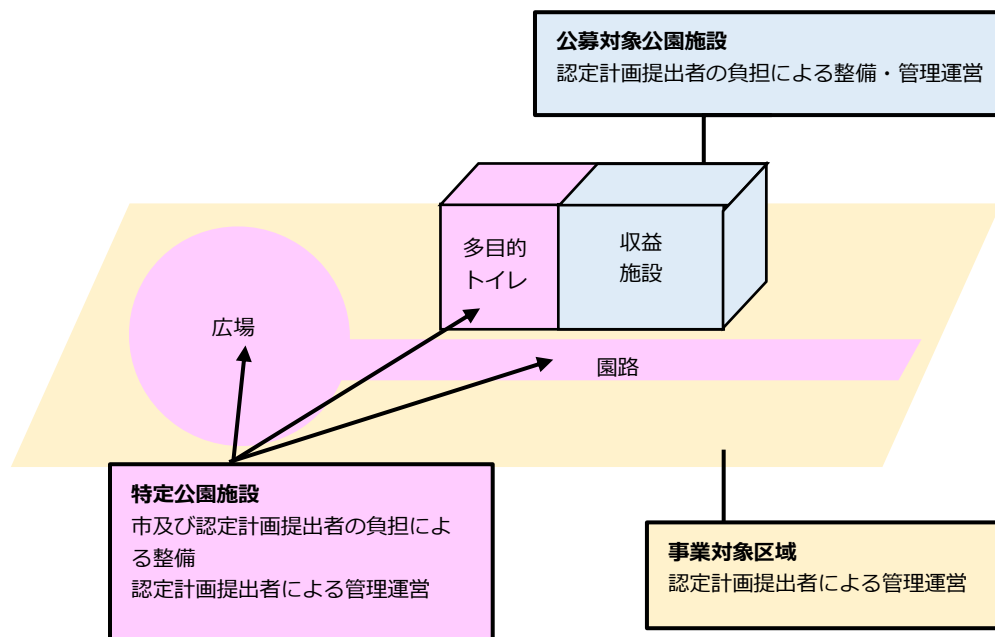 公募対象公園施設
認定計画提出者の負担による整備・管理運営
多目的
トイレ
収益
施設
広場
園路
特定公園施設
市及び認定計画提出者の負担によ
る整備
認定計画提出者による管理運営
事業対象区域
認定計画提出者による管理運営